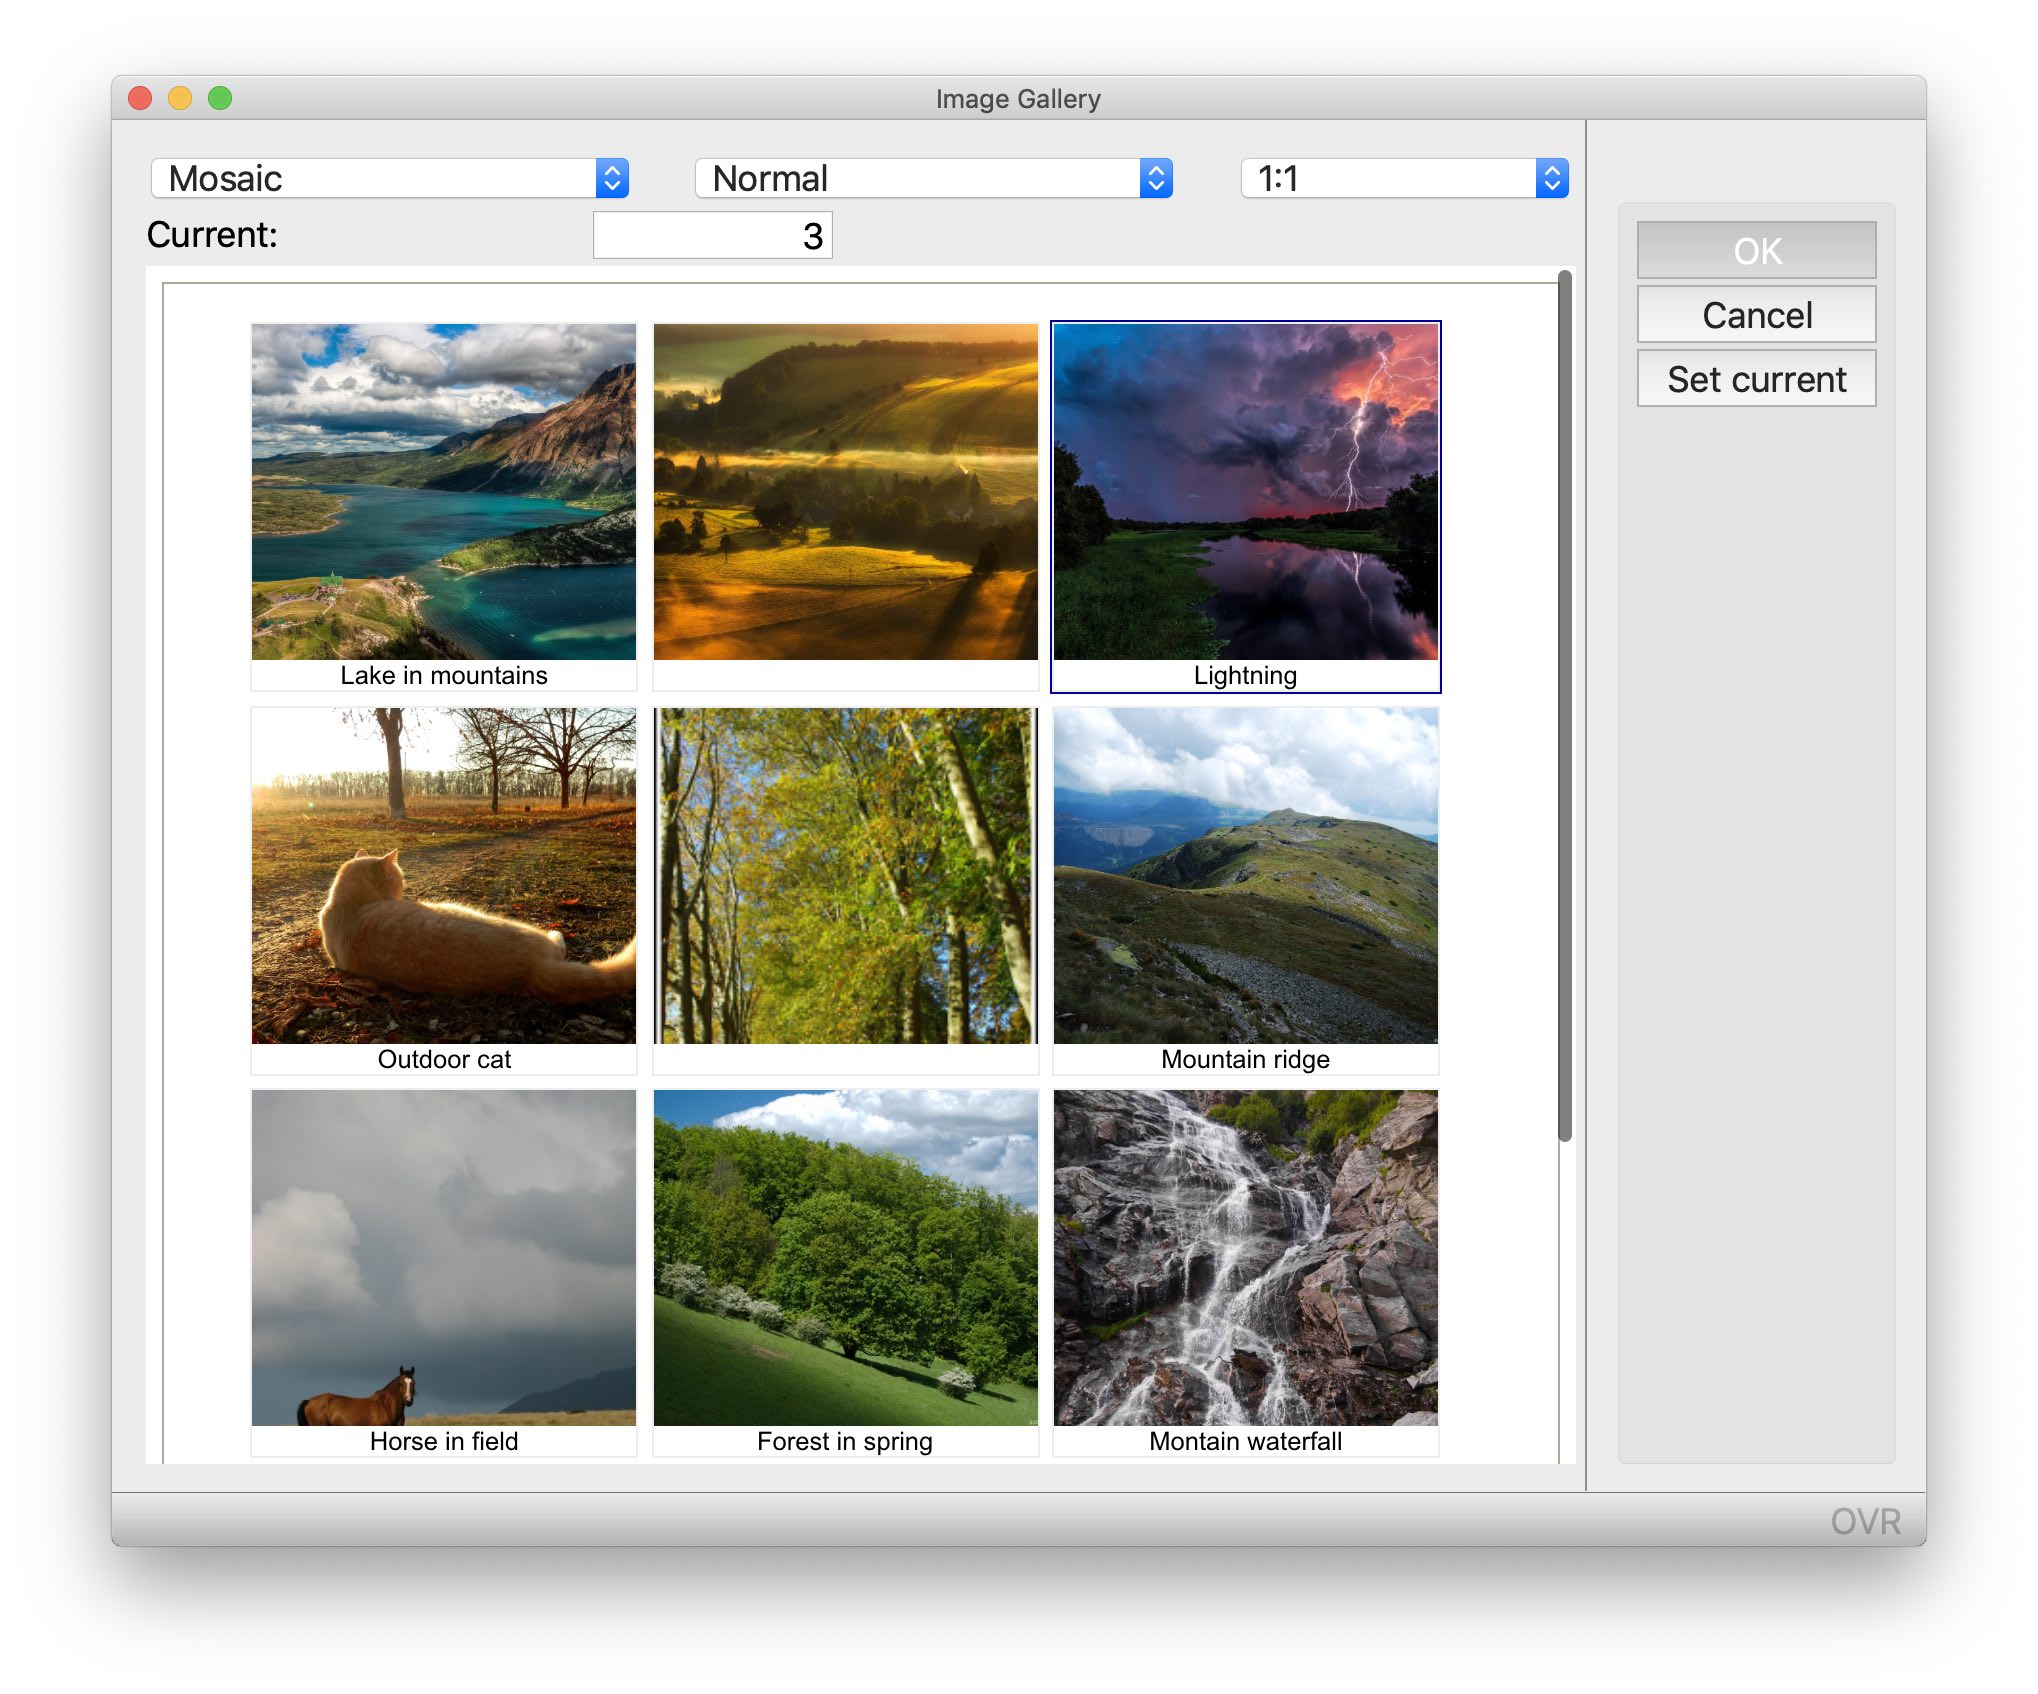 Image Gallery
Mosaic
Normal
1:1
Current:
3
OK
Cancel
Set current
Lake in mountains
Lightning
Outdoor cat
Mountain ridge
Horse in field
Forest in spring
Montain waterfall
OVR